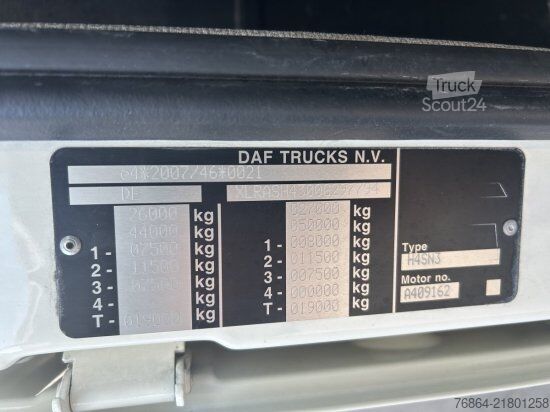 Truck
Scout24
DAF TRUCKS N.V.
e4*2007/46*0021
DE
26000 kg 027000 kg
44000 kg 050000 kg
1- 07500 kg 1- 008000 kg
2- 11500 kg 2- 011500 kg
3- kg 3- 007500 kg
4- kg 4- 000000 kg
T- 019000 kg T- 019000 kg
Type
H4SN3
Motor no.
A409162
76864-21801258